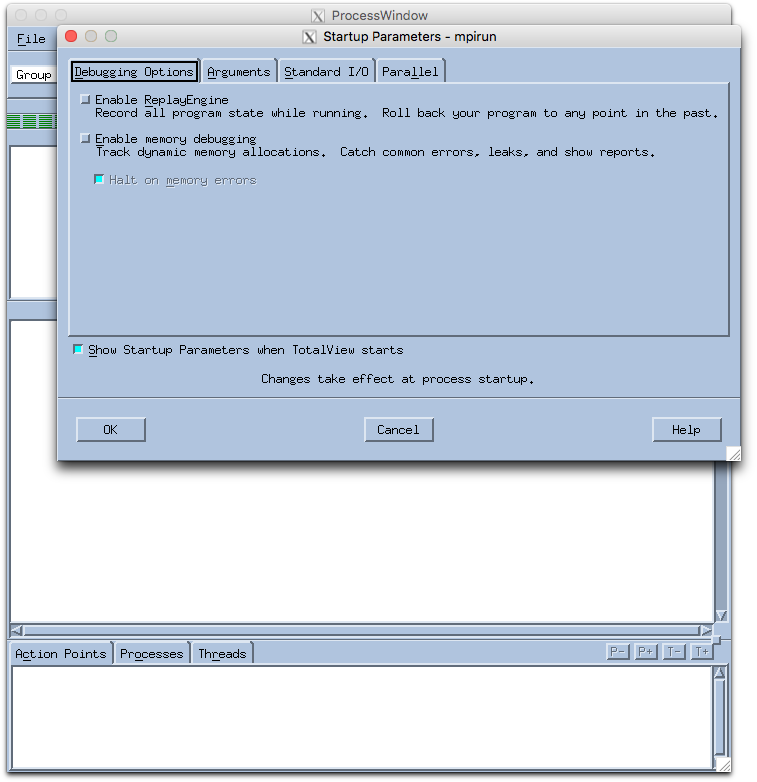 ProcessWindow
File
Startup Parameters - mpirun
Group
Debugging Options Arguments Standard I/O Parallel
Enable ReplayEngine
Record all program state while running. Roll back your program to any point in the past.
Enable memory debugging
Track dynamic memory allocations. Catch common errors, leaks, and show reports.
Halt on memory errors
Show Startup Parameters when TotalView starts
Changes take effect at process startup.
OK Cancel Help
Action Points Processes Threads P- P+ T- T+